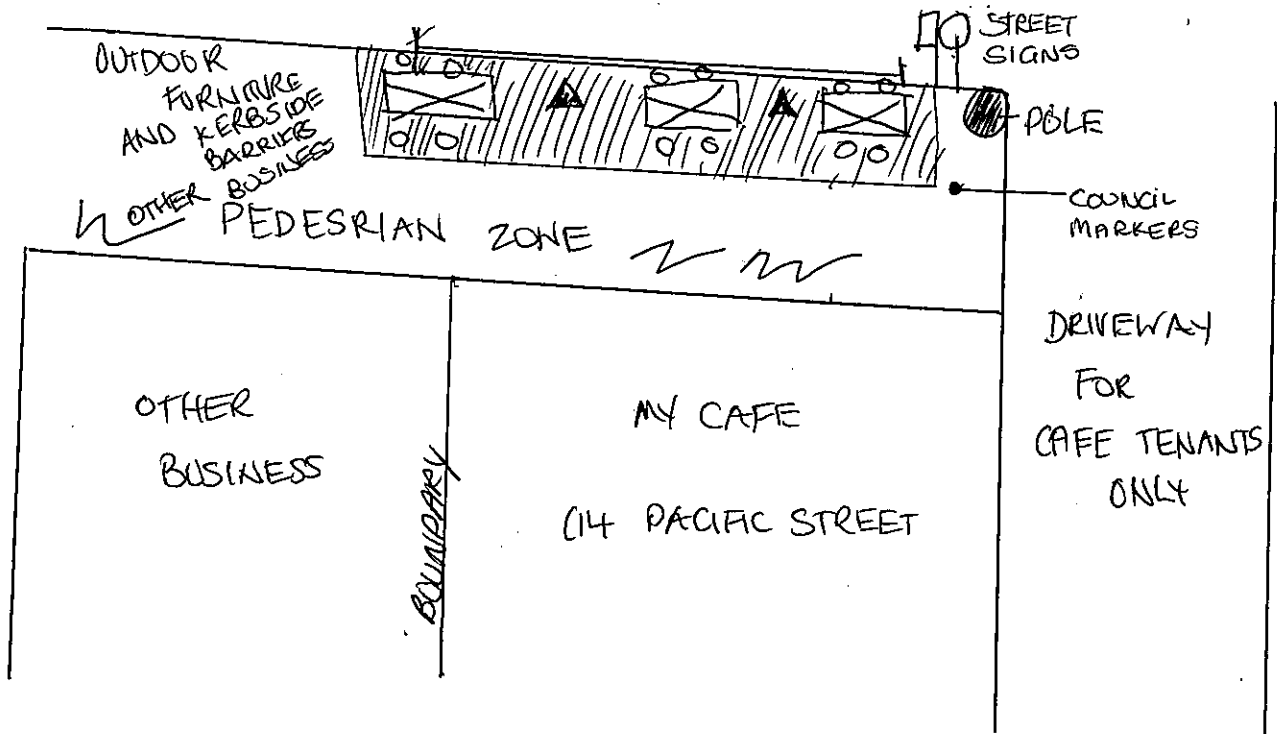 OUTDOOR
FURNITURE
AND KERBSIDE
BARRIERS
OTHER BUSINESS
STREET
SIGNS
POLE
COUNCIL
MARKERS
PEDESRIAN ZONE
OTHER
BUSINESS
BOUNDARY
MY CAFE
(14 PACIFIC STREET
DRIVEWAY
FOR
CAFE TENANTS
ONLY